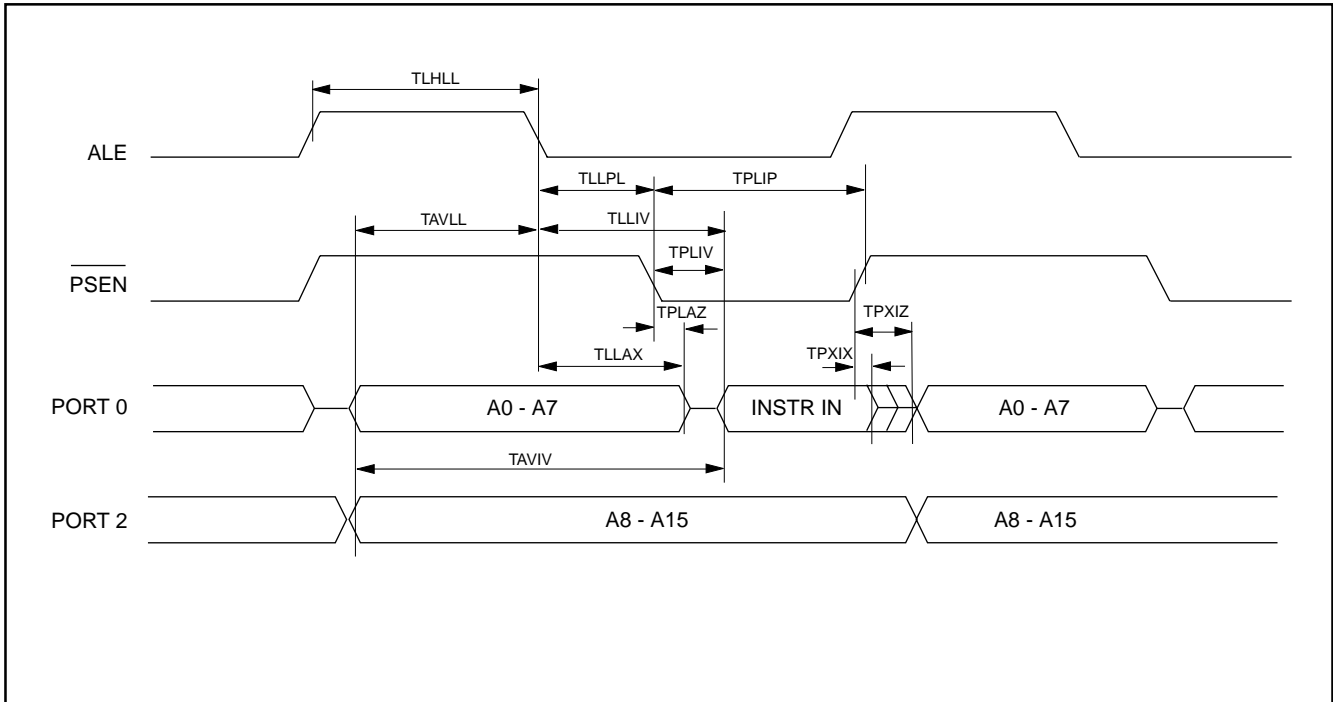 TLHLL
ALE
TLLPL TPLIP
TAVLL TLLIV
TPLIV
PSEN
TPLAZ TPXIZ
TLLAX TPXIX
PORT 0 A0 - A7 INSTR IN A0 - A7
TAVIV
PORT 2 A8 - A15 A8 - A15